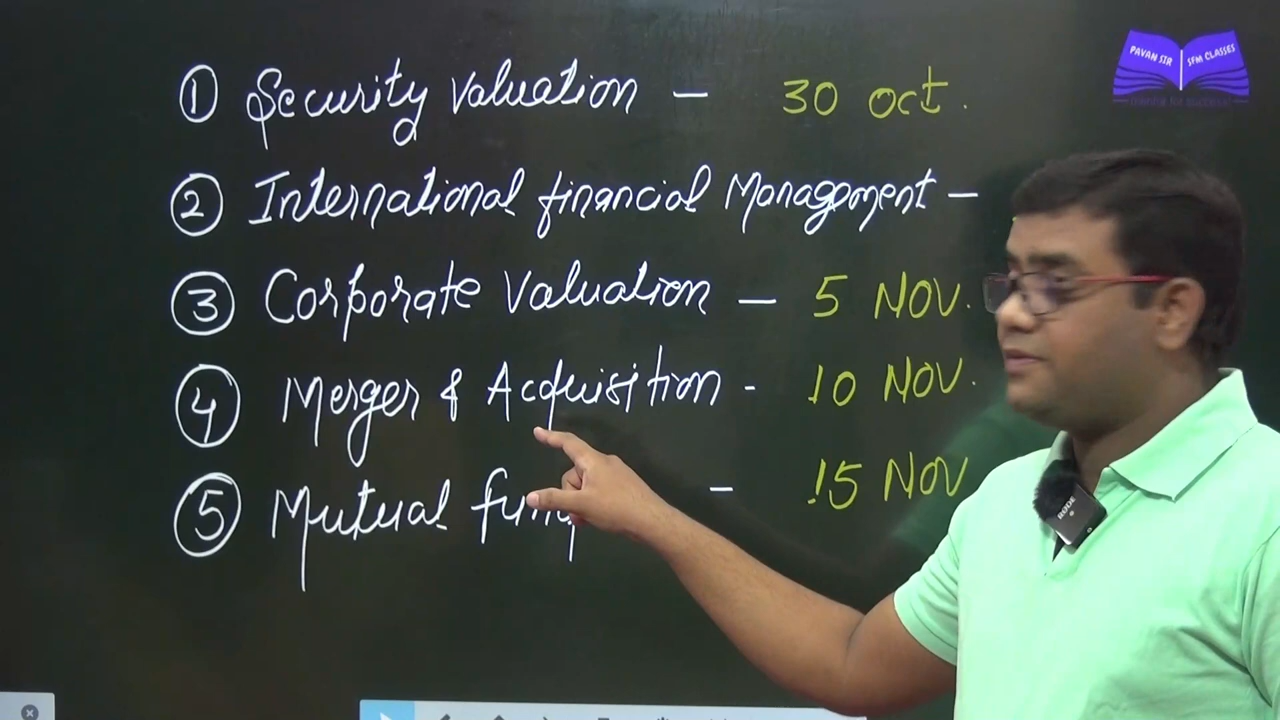 PAVAN SIR SFM CLASSES
① Security Valuation — 30 Oct.
② International financial Management —
③ Corporate Valuation — 5 NOV.
④ Merger & Acquisition - 10 NOV.
⑤ Mutual - 15 NOV
RODE